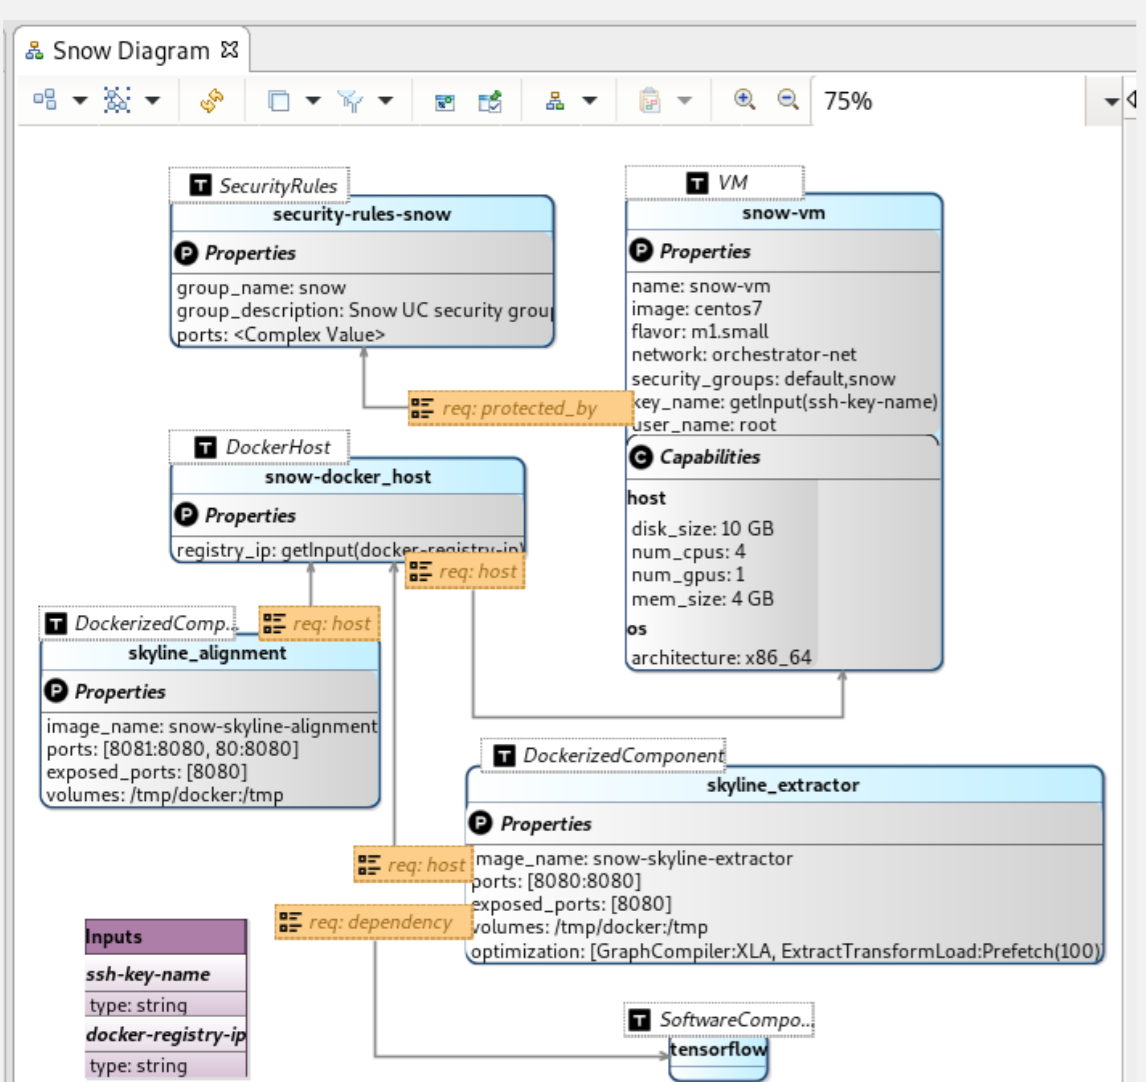 Snow Diagram
75%
T SecurityRules
security-rules-snow
P Properties
group_name: snow
group_description: Snow UC security group
ports: <Complex Value>
T VM
snow-vm
P Properties
name: snow-vm
image: centos7
flavor: m1.small
network: orchestrator-net
security_groups: default,snow
key_name: getInput(ssh-key-name)
user_name: root
C Capabilities
host
disk_size: 10 GB
num_cpus: 4
num_gpus: 1
mem_size: 4 GB
os
architecture: x86_64
req: protected_by
T DockerHost
snow-docker_host
P Properties
registry_ip: getInput(docker-registry-ip)
req: host
T DockerizedComp...
req: host
skyline_alignment
P Properties
image_name: snow-skyline-alignment
ports: [8081:8080, 80:8080]
exposed_ports: [8080]
volumes: /tmp/docker:/tmp
T DockerizedComponent
skyline_extractor
P Properties
image_name: snow-skyline-extractor
ports: [8080:8080]
exposed_ports: [8080]
volumes: /tmp/docker:/tmp
optimization: [GraphCompiler:XLA, ExtractTransformLoad:Prefetch(100)]
req: host
req: dependency
Inputs
ssh-key-name
type: string
docker-registry-ip
type: string
T SoftwareCompo...
tensorflow